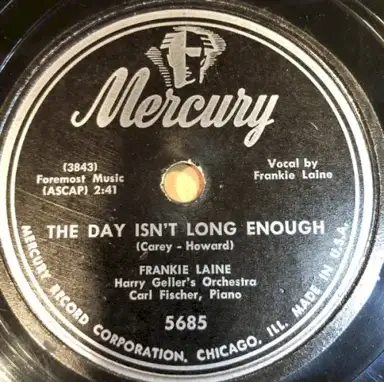 Mercury
(3843)
Foremost Music
(ASCAP) 2:41
Vocal by
Frankie Laine
THE DAY ISN'T LONG ENOUGH
(Carey - Howard)
FRANKIE LAINE
Harry Geller's Orchestra
Carl Fischer, Piano
5685
MERCURY RECORD CORPORATION, CHICAGO, ILL. MADE IN U.S.A.